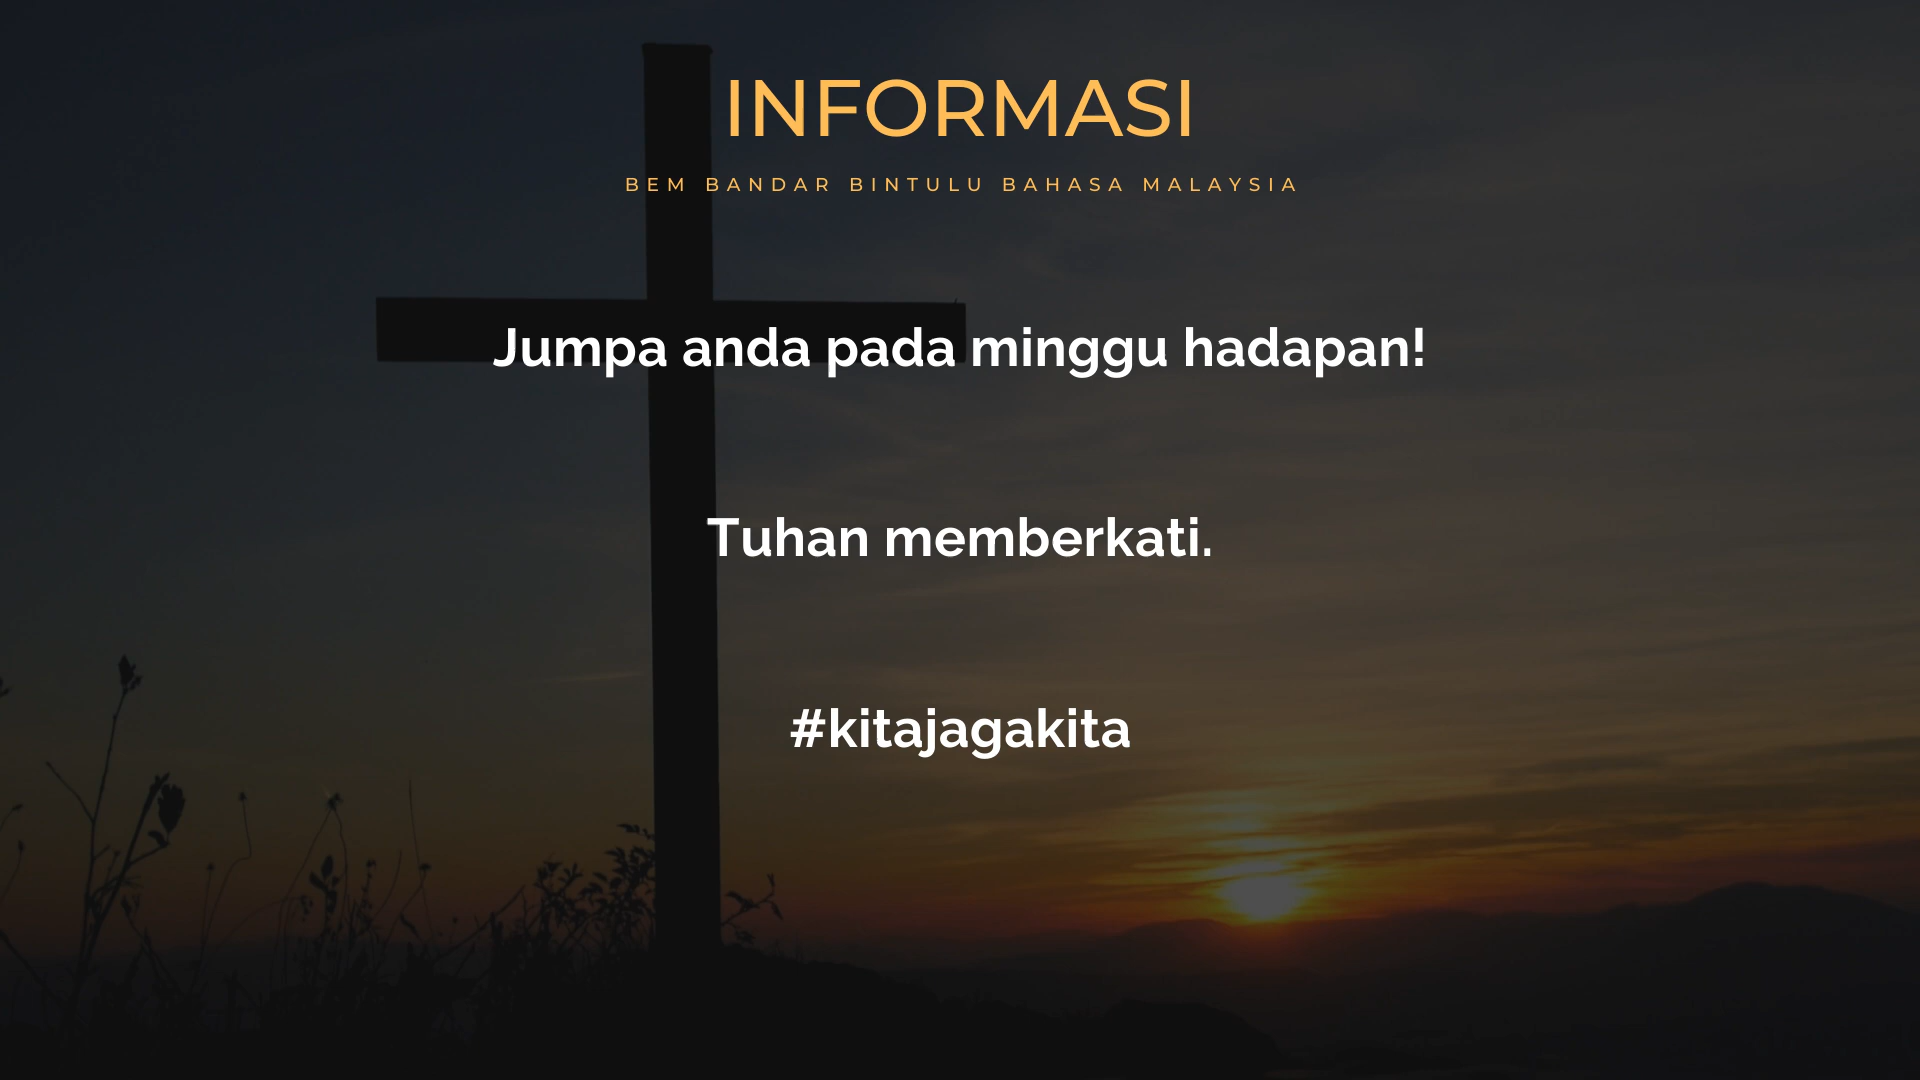 INFORMASI
BEM BANDAR BINTULU BAHASA MALAYSIA
Jumpa anda pada minggu hadapan!
Tuhan memberkati.
#kitajagakita